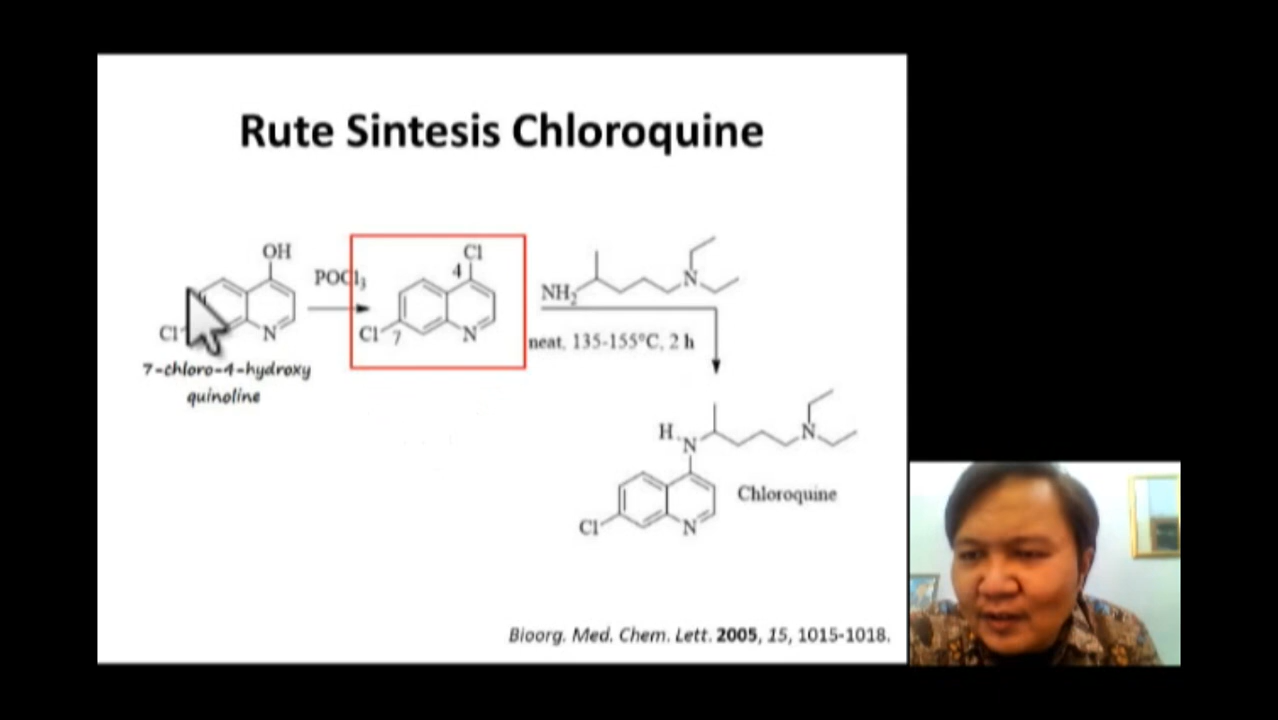 Rute Sintesis Chloroquine
OH
Cl
N
7-chloro-4-hydroxy
quinoline
POCl3
Cl
4
Cl
7
N
NH2
N
neat, 135-155°C, 2 h
H
N
N
Cl
N
Chloroquine
Bioorg. Med. Chem. Lett. 2005, 15, 1015-1018.